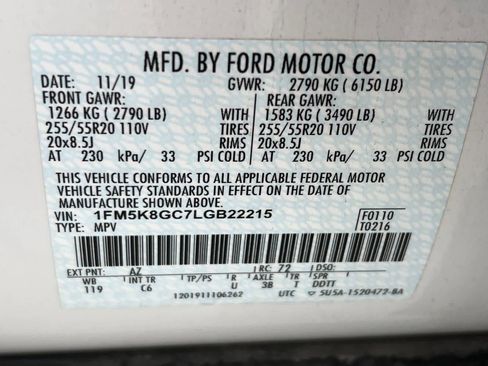 MFD. BY FORD MOTOR CO.
DATE: 11/19 GVWR: 2790 KG ( 6150 LB)
FRONT GAWR: REAR GAWR:
1266 KG ( 2790 LB) WITH 1583 KG ( 3490 LB) WITH
255/55R20 110V TIRES 255/55R20 110V TIRES
20x8.5J RIMS 20x8.5J RIMS
AT 230 kPa/ 33 PSI COLD AT 230 kPa/ 33 PSI COLD
THIS VEHICLE CONFORMS TO ALL APPLICABLE FEDERAL MOTOR
VEHICLE SAFETY STANDARDS IN EFFECT ON THE DATE OF
MANUFACTURE SHOWN ABOVE.
VIN: 1FM5K8GC7LGB22215 F0110
TYPE: MPV T0216
EXT PNT: AZ RC: 72 DSO:
WB INT TR TP/PS R AXLE TR SPR
119 C6 U 3B T DDTT
1201911106262 UTC 5U5A-1520472-BA